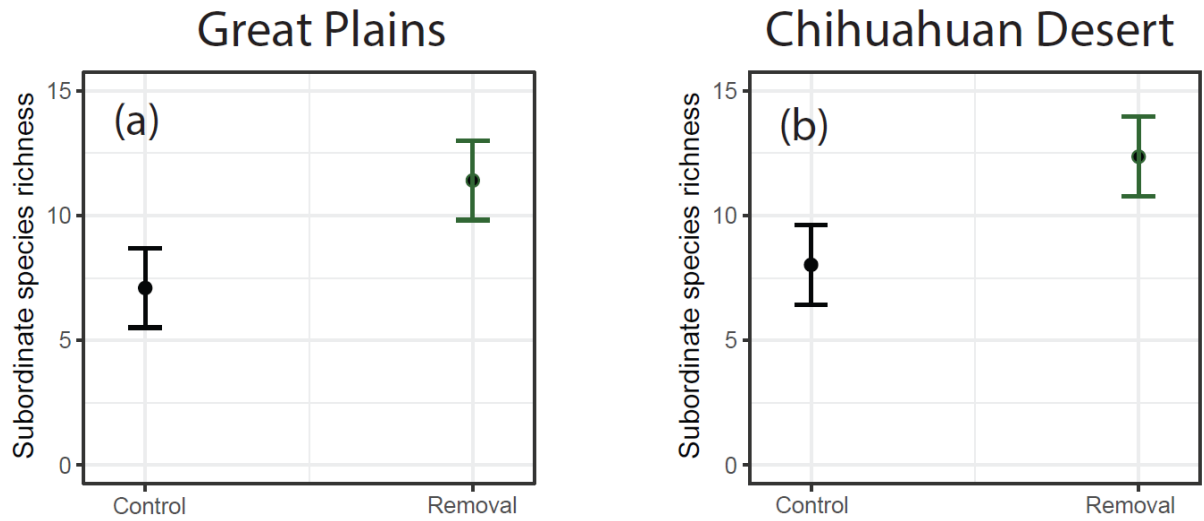 Great Plains
Subordinate species richness
15
10
5
0
(a)
Control
Removal
Chihuahuan Desert
Subordinate species richness
15
10
5
0
(b)
Control
Removal